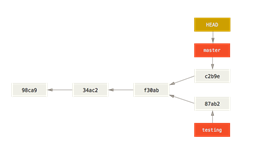 HEAD
master
c2b9e
98ca9 34ac2 f30ab
87ab2
testing